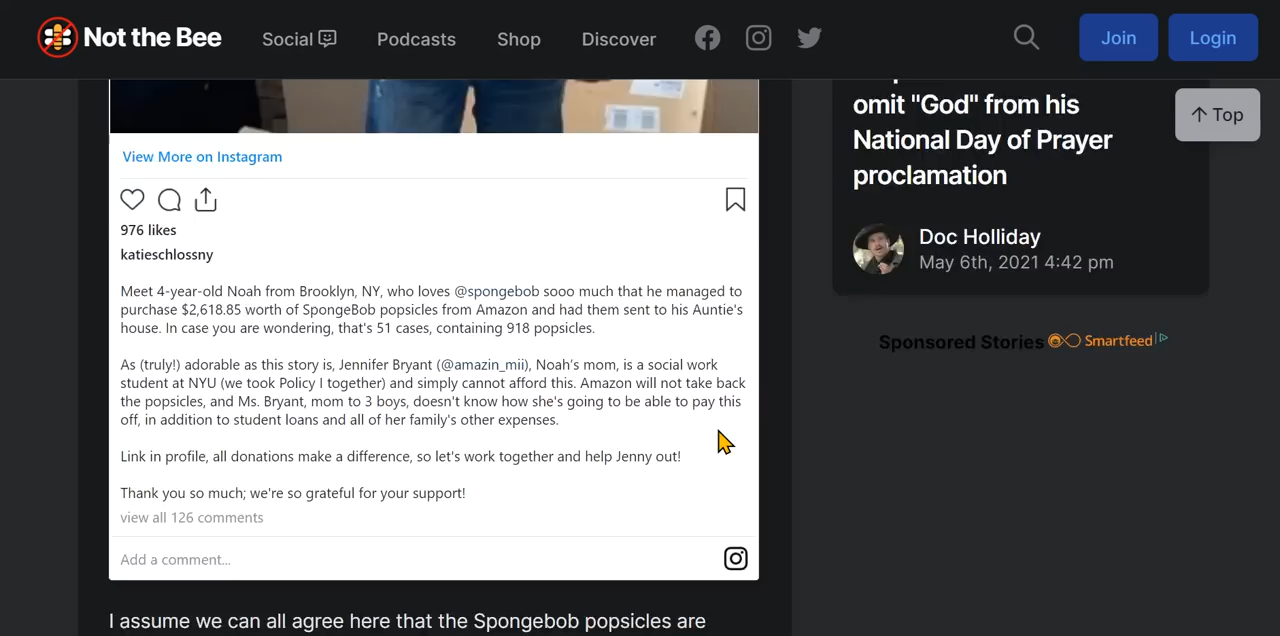 Not the Bee
Social
Podcasts
Shop
Discover
Join
Login
View More on Instagram
976 likes
katieschlossny
Meet 4-year-old Noah from Brooklyn, NY, who loves @spongebob sooo much that he managed to
purchase $2,618.85 worth of SpongeBob popsicles from Amazon and had them sent to his Auntie's
house. In case you are wondering, that's 51 cases, containing 918 popsicles.
As (truly!) adorable as this story is, Jennifer Bryant (@amazin_mii), Noah's mom, is a social work
student at NYU (we took Policy I together) and simply cannot afford this. Amazon will not take back
the popsicles, and Ms. Bryant, mom to 3 boys, doesn't know how she's going to be able to pay this
off, in addition to student loans and all of her family's other expenses.
Link in profile, all donations make a difference, so let's work together and help Jenny out!
Thank you so much; we're so grateful for your support!
view all 126 comments
Add a comment...
I assume we can all agree here that the Spongebob popsicles are
omit "God" from his
National Day of Prayer
proclamation
Doc Holliday
May 6th, 2021 4:42 pm
↑ Top
Sponsored Stories Smartfeed